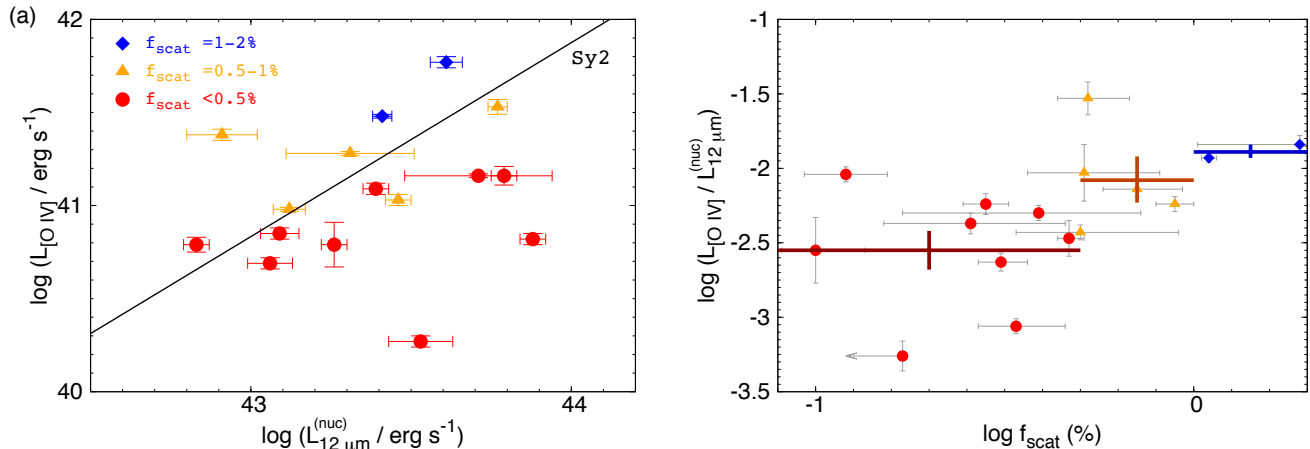 (a)
f_scat =1-2%
f_scat =0.5-1%
f_scat <0.5%
Sy2
42
41
40
43
44
log (L_[O IV] / erg s⁻¹)
log (L_12 μm^(nuc) / erg s⁻¹)
-1
-1.5
-2
-2.5
-3
-3.5
-1
0
log (L_[O IV] / L_12 μm^(nuc))
log f_scat (%)